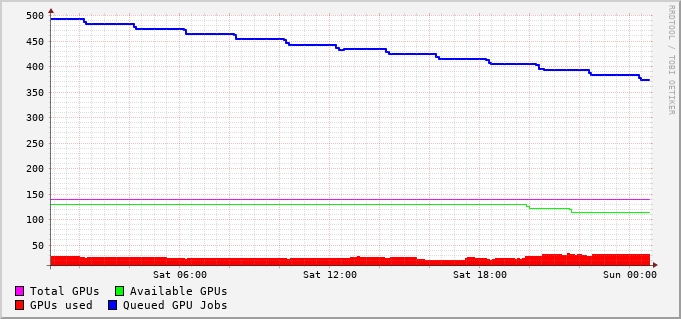 500
450
400
350
300
250
200
150
100
50
Sat 06:00 Sat 12:00 Sat 18:00 Sun 00:00
Total GPUs Available GPUs
GPUs used Queued GPU Jobs
RRDTOOL / TOBI OETIKER